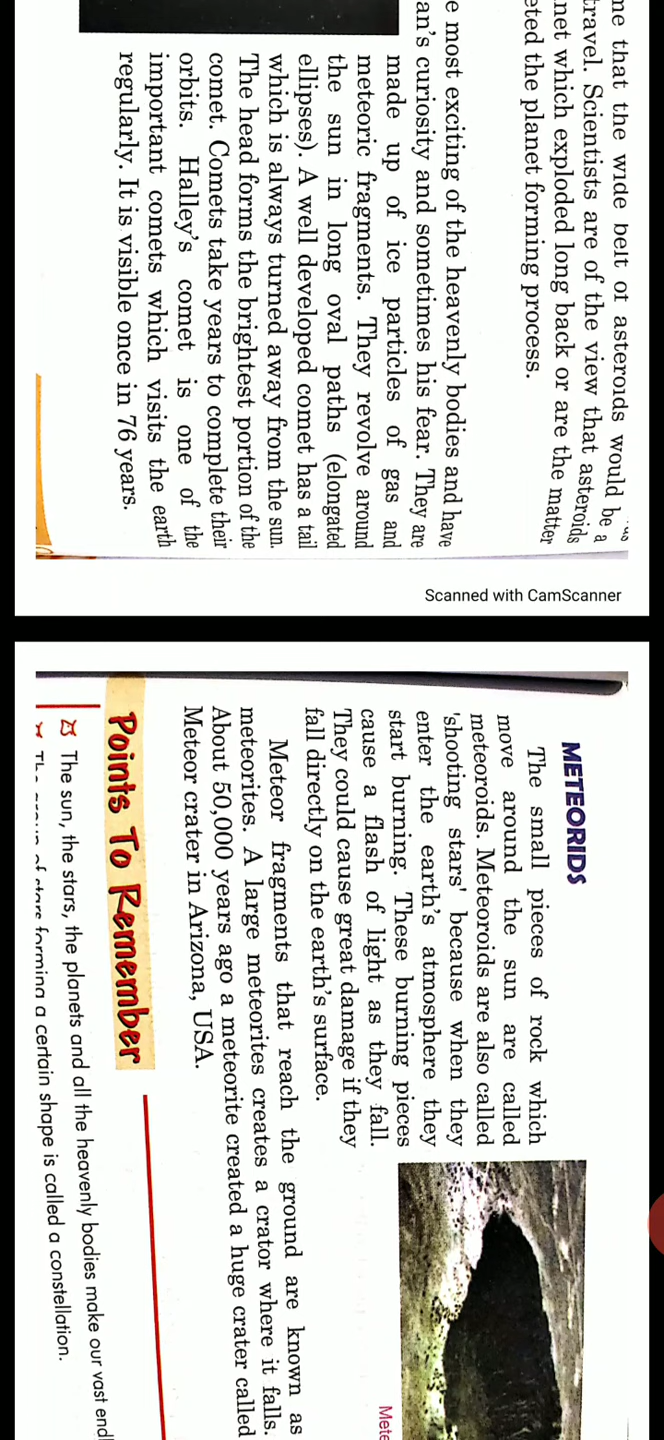 me that the wide belt of asteroids would be a
travel. Scientists are of the view that asteroids
net which exploded long back or are the matter
eted the planet forming process.
e most exciting of the heavenly bodies and have
an's curiosity and sometimes his fear. They are
made up of ice particles of gas and
meteoric fragments. They revolve around
the sun in long oval paths (elongated
ellipses). A well developed comet has a tail
which is always turned away from the sun.
The head forms the brightest portion of the
comet. Comets take years to complete their
orbits. Halley's comet is one of the
important comets which visits the earth
regularly. It is visible once in 76 years.
Scanned with CamScanner
METEORIDS
The small pieces of rock which
move around the sun are called
meteoroids. Meteoroids are also called
'shooting stars' because when they
enter the earth's atmosphere they
start burning. These burning pieces
cause a flash of light as they fall.
They could cause great damage if they
fall directly on the earth's surface.
Mete
Meteor fragments that reach the ground are known as
meteorites. A large meteorites creates a crator where it falls.
About 50,000 years ago a meteorite created a huge crater called
Meteor crater in Arizona, USA.
Points To Remember
The sun, the stars, the planets and all the heavenly bodies make our vast endl
of stars forming a certain shape is called a constellation.